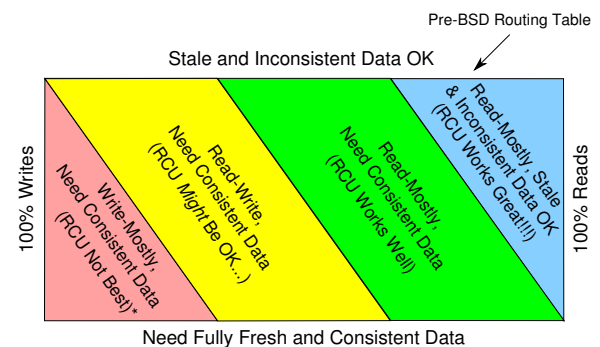 Pre-BSD Routing Table
Stale and Inconsistent Data OK
100% Writes
Write-Mostly,
Need Consistent Data
(RCU Not Best)*
Read-Write,
Need Consistent Data
(RCU Might Be OK...)
Read-Mostly,
Need Consistent Data
(RCU Works Well)
Read-Mostly, Stale
& Inconsistent Data OK
(RCU Works Great!!!)
100% Reads
Need Fully Fresh and Consistent Data